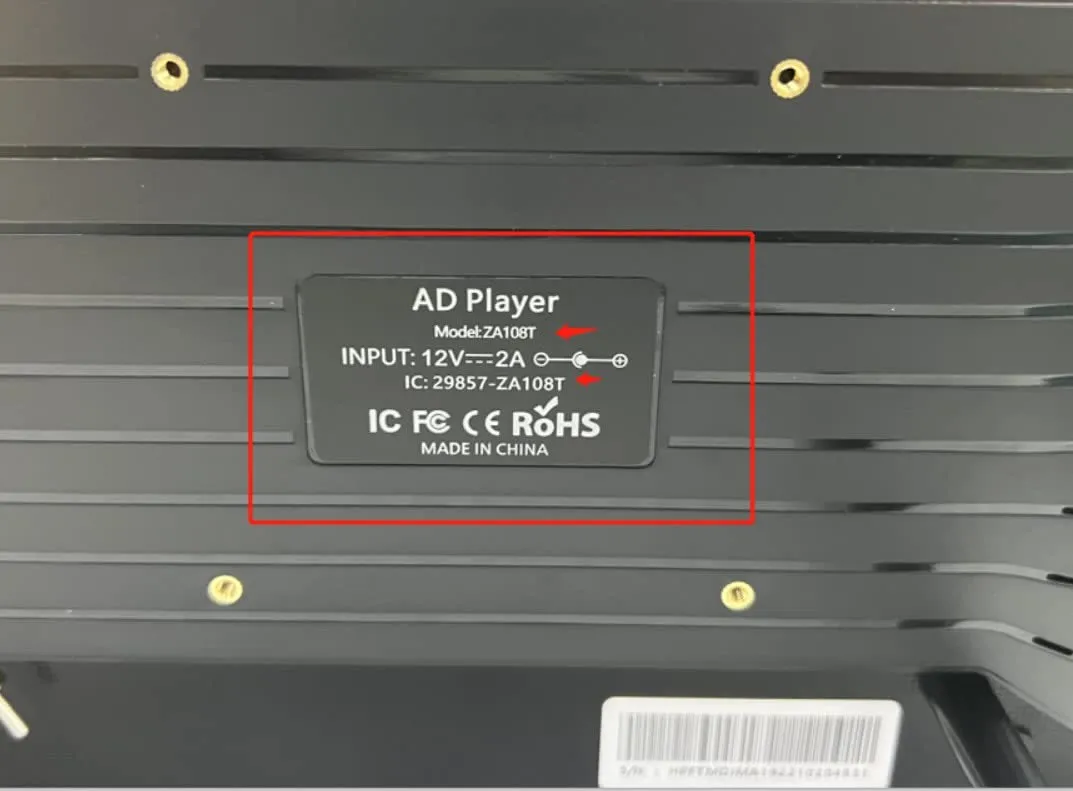 AD Player
Model:ZA108T
INPUT: 12V⎓2A
IC: 29857-ZA108T
IC FC CE RoHS
MADE IN CHINA
S/N :